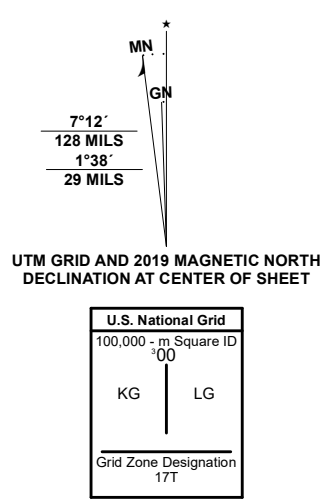 MN
GN
7°12´
128 MILS
1°38´
29 MILS
UTM GRID AND 2019 MAGNETIC NORTH
DECLINATION AT CENTER OF SHEET
U.S. National Grid
100,000 - m Square ID
³00
KG LG
Grid Zone Designation
17T